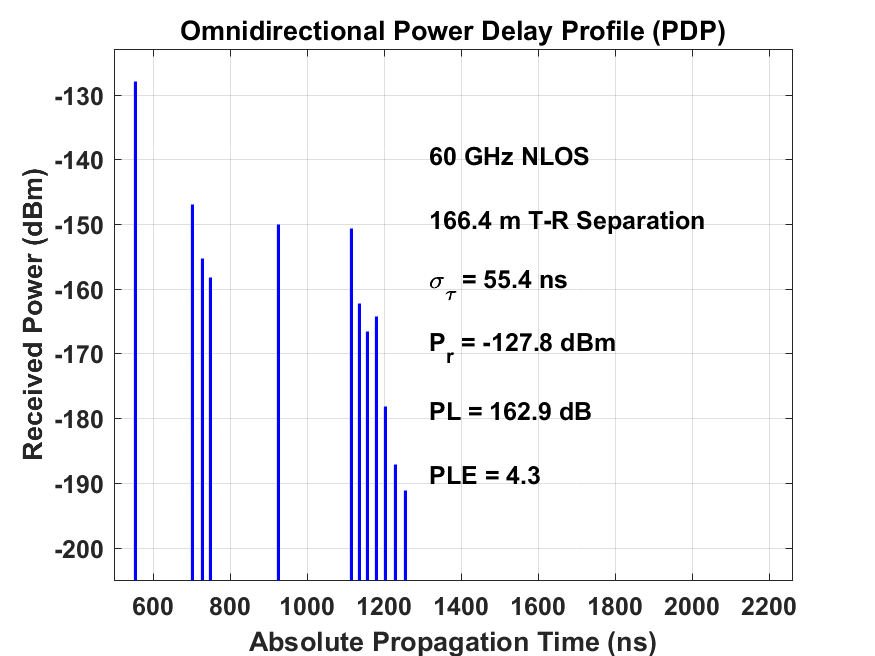 Omnidirectional Power Delay Profile (PDP)
-130
-140
-150
-160
-170
-180
-190
-200
Received Power (dBm)
60 GHz NLOS
166.4 m T-R Separation
σ_τ = 55.4 ns
P_r = -127.8 dBm
PL = 162.9 dB
PLE = 4.3
600 800 1000 1200 1400 1600 1800 2000 2200
Absolute Propagation Time (ns)